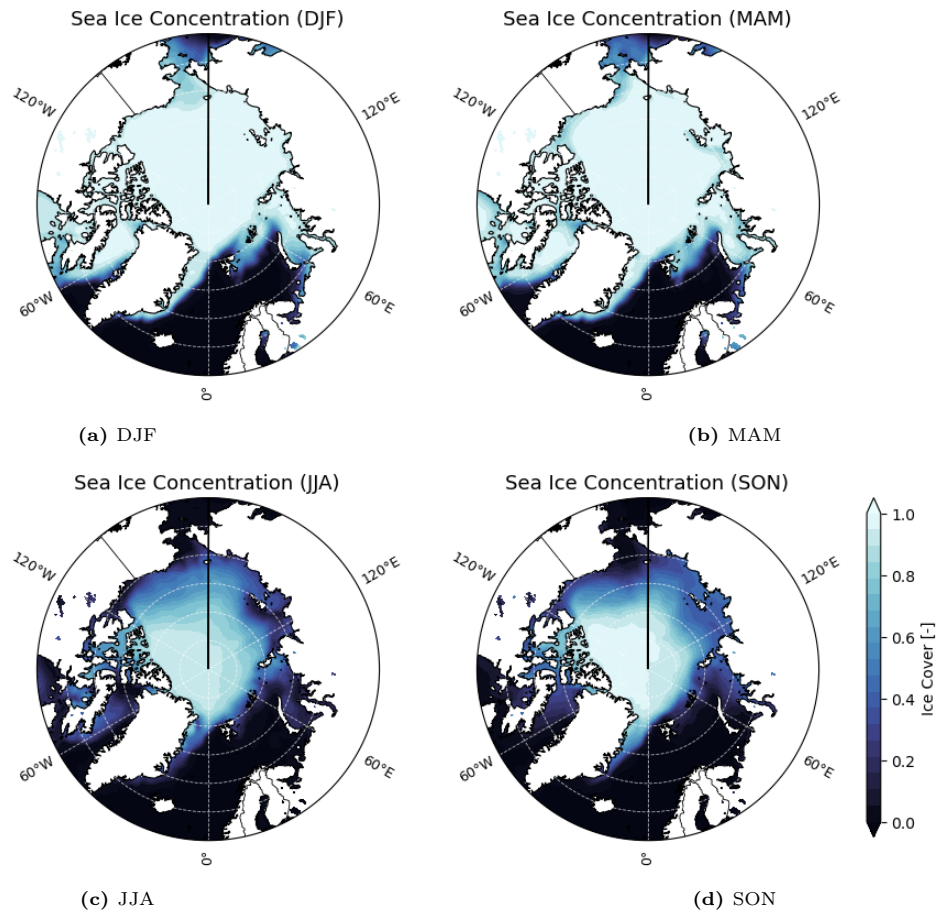 Sea Ice Concentration (DJF)
120°W
120°E
60°W
60°E
0°
(a) DJF
Sea Ice Concentration (MAM)
120°W
120°E
60°W
60°E
0°
(b) MAM
Sea Ice Concentration (JJA)
120°W
120°E
60°W
60°E
0°
(c) JJA
Sea Ice Concentration (SON)
120°W
120°E
60°W
60°E
0°
(d) SON
1.0
0.8
0.6
0.4
0.2
0.0
Ice Cover [-]